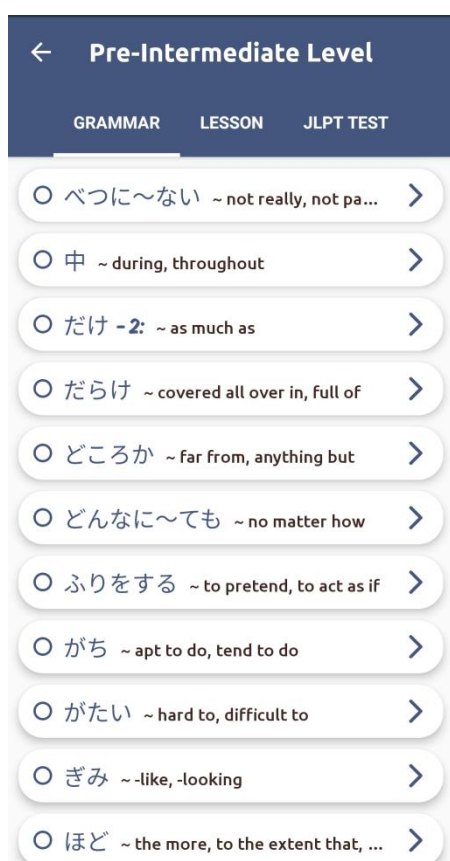 Pre-Intermediate Level
GRAMMAR LESSON JLPT TEST
べつに～ない ~ not really, not pa...
中 ~ during, throughout
だけ - 2: ~ as much as
だらけ ~ covered all over in, full of
どころか ~ far from, anything but
どんなに～ても ~ no matter how
ふりをする ~ to pretend, to act as if
がち ~ apt to do, tend to do
がたい ~ hard to, difficult to
ぎみ ~ -like, -looking
ほど ~ the more, to the extent that, ...